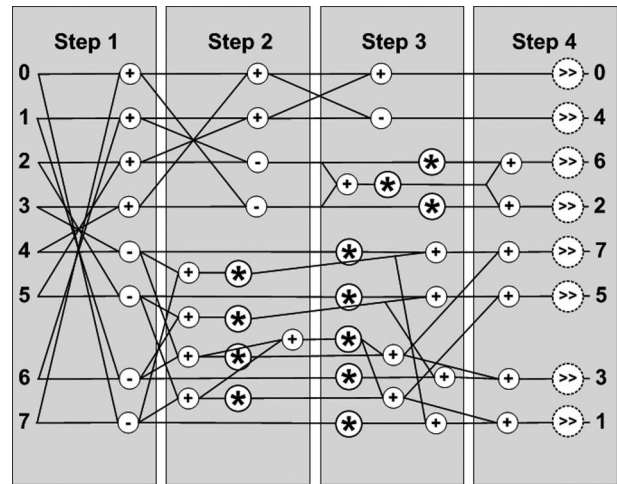 Step 1 Step 2 Step 3 Step 4
0 + + + >> 0
1 + + - >> 4
2 + - * + >> 6
+ *
3 + - * + >> 2
4 - * + + >> 7
+ *
5 - * + + >> 5
+ *
+ *
+ * +
6 - * + + >> 3
+ * +
7 - * + + >> 1